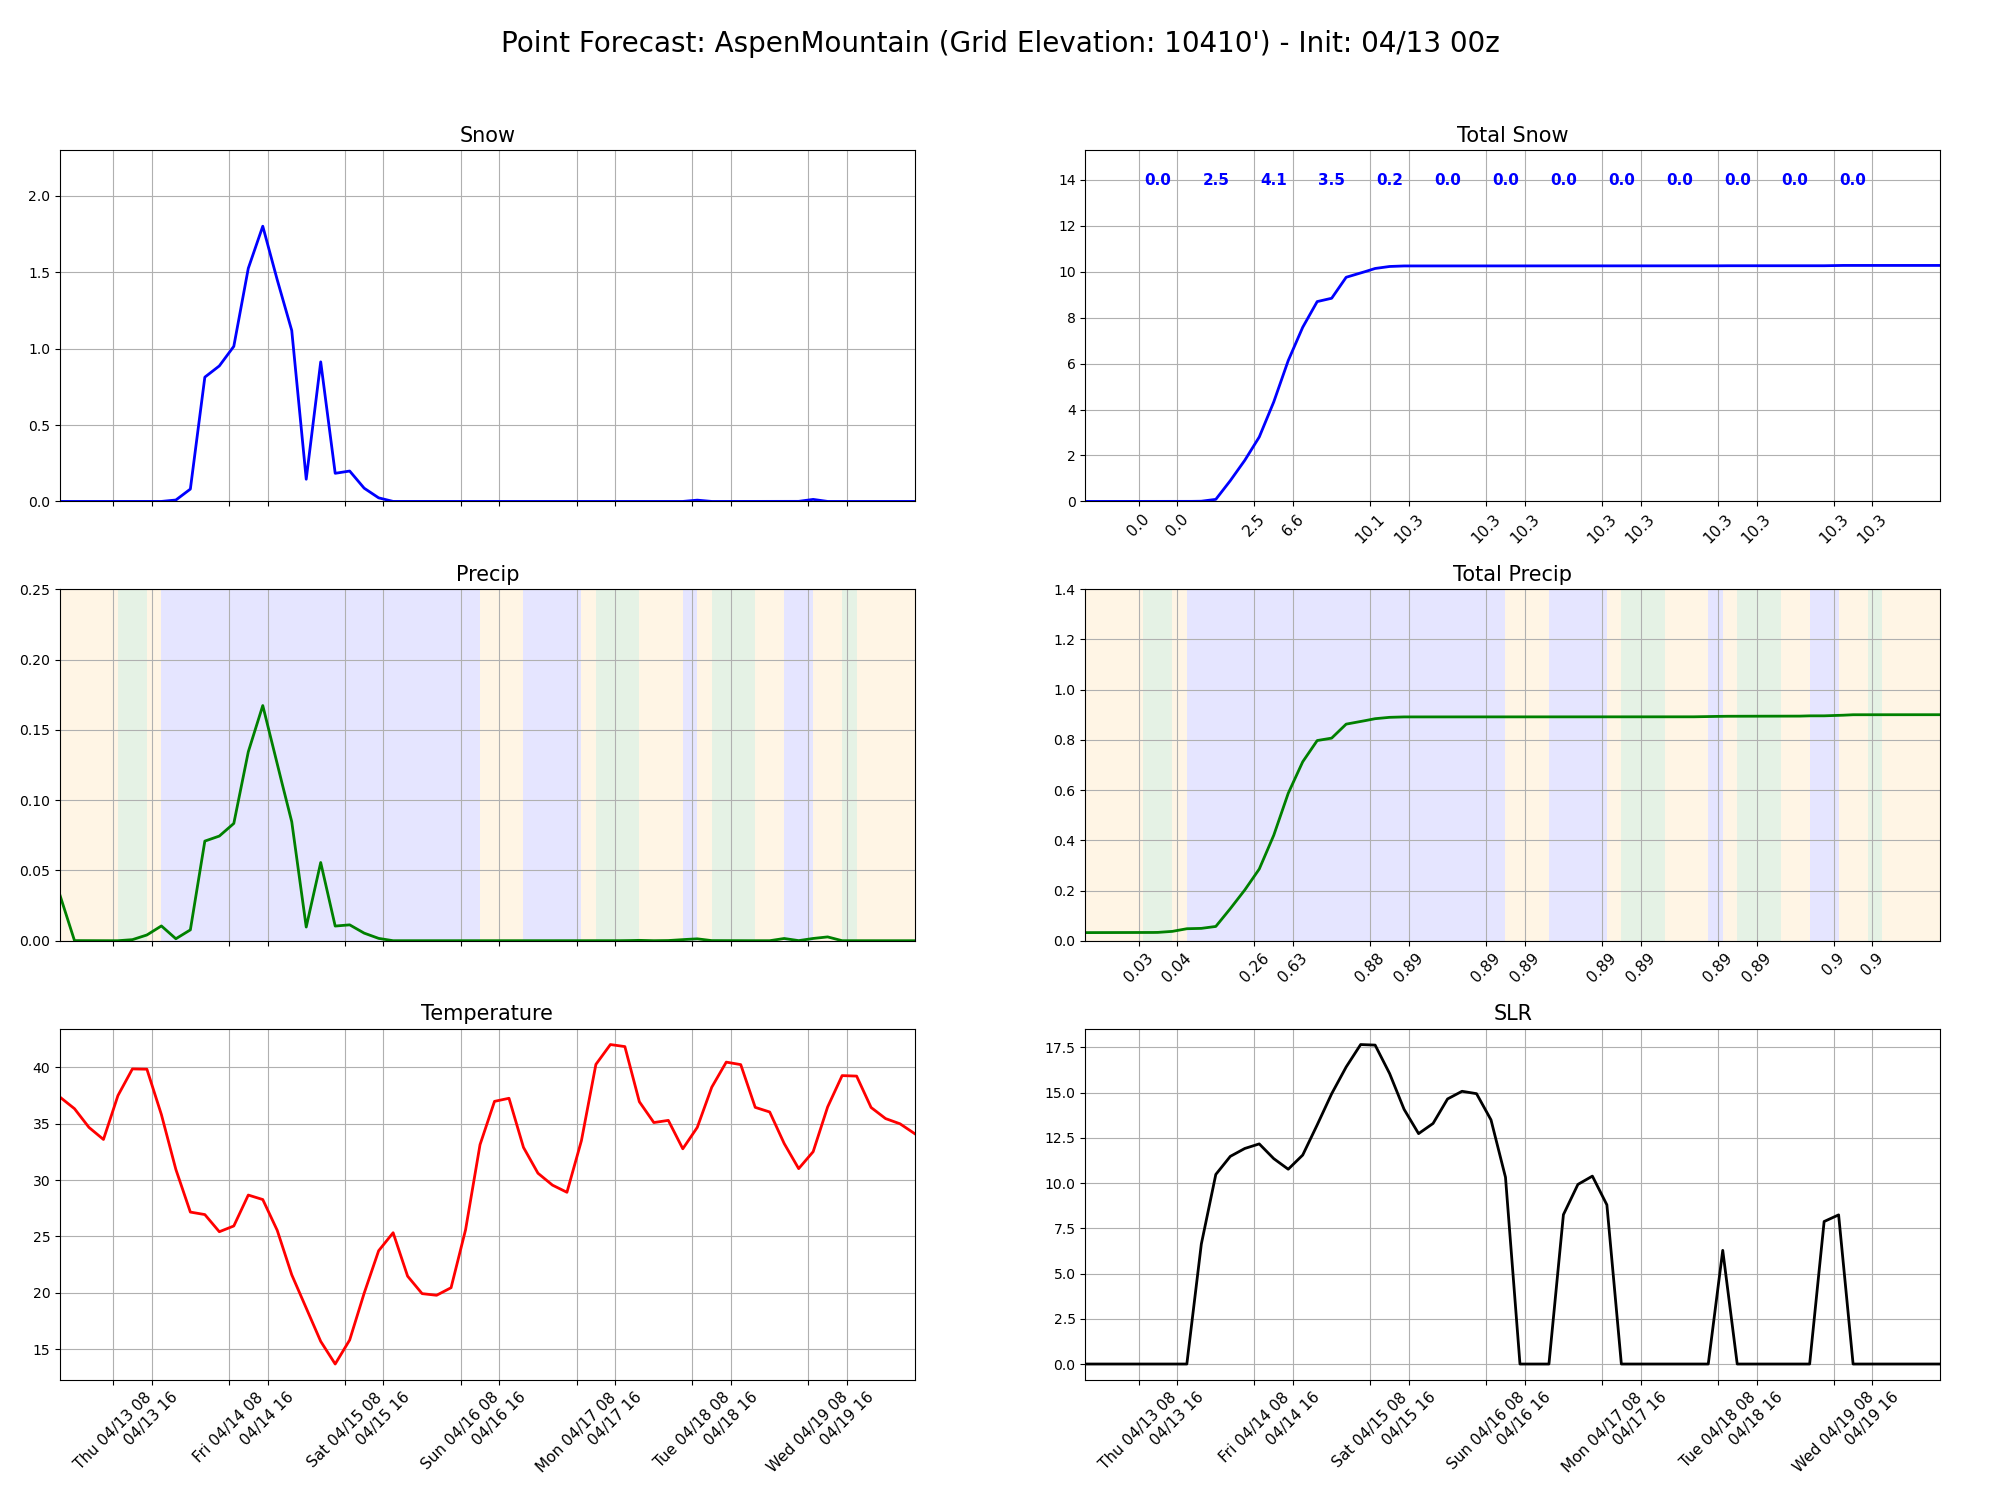 Point Forecast: AspenMountain (Grid Elevation: 10410') - Init: 04/13 00z
Snow
2.0
1.5
1.0
0.5
0.0
Total Snow
0.0 2.5 4.1 3.5 0.2 0.0 0.0 0.0 0.0 0.0 0.0 0.0 0.0
14
12
10
8
6
4
2
0
0.0 0.0 2.5 6.6 10.1 10.3 10.3 10.3 10.3 10.3 10.3 10.3 10.3 10.3
Precip
0.25
0.20
0.15
0.10
0.05
0.00
Total Precip
1.4
1.2
1.0
0.8
0.6
0.4
0.2
0.0
0.03 0.04 0.26 0.63 0.88 0.89 0.89 0.89 0.89 0.89 0.89 0.89 0.9 0.9
Temperature
40
35
30
25
20
15
Thu 04/13 08
04/13 16
Fri 04/14 08
04/14 16
Sat 04/15 08
04/15 16
Sun 04/16 08
04/16 16
Mon 04/17 08
04/17 16
Tue 04/18 08
04/18 16
Wed 04/19 08
04/19 16
SLR
17.5
15.0
12.5
10.0
7.5
5.0
2.5
0.0
Thu 04/13 08
04/13 16
Fri 04/14 08
04/14 16
Sat 04/15 08
04/15 16
Sun 04/16 08
04/16 16
Mon 04/17 08
04/17 16
Tue 04/18 08
04/18 16
Wed 04/19 08
04/19 16